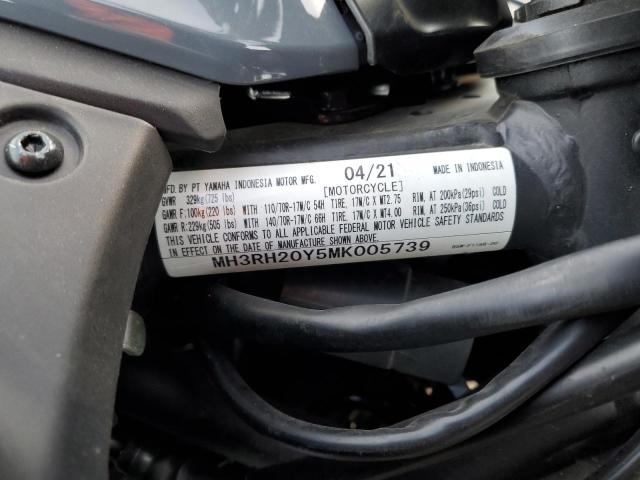 MFD. BY PT YAMAHA INDONESIA MOTOR MFG. 04/21 MADE IN INDONESIA
GVWR 329kg(725 lbs) [MOTORCYCLE]
GAWR F:100kg(220 lbs) WITH 110/70R-17M/C 54H TIRE, 17M/C X MT2.75 RIM, AT 200kPa(29psi) COLD
GAWR R:229kg(505 lbs) WITH 140/70R-17M/C 66H TIRE, 17M/C X MT4.00 RIM, AT 250kPa(36psi) COLD
THIS VEHICLE CONFORMS TO ALL APPLICABLE FEDERAL MOTOR VEHICLE SAFETY STANDARDS
IN EFFECT ON THE DATE OF MANUFACTURE SHOWN ABOVE.
MH3RH20Y5MK005739